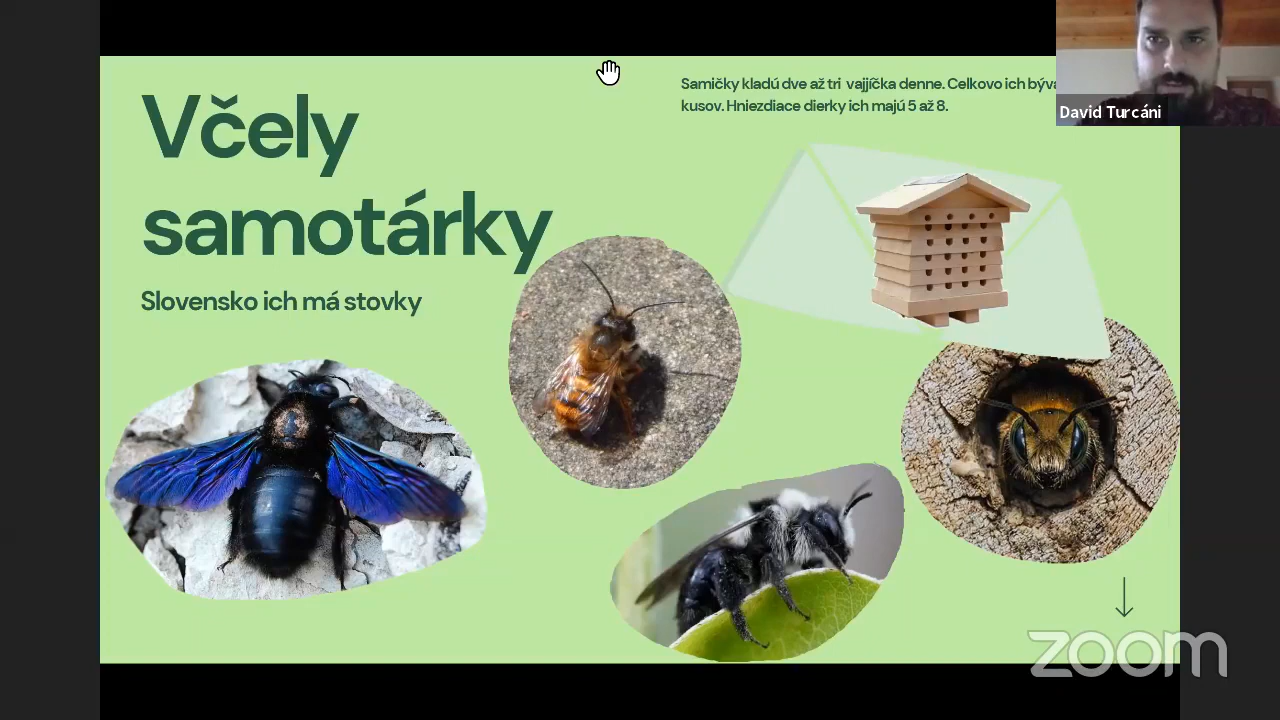 Včely
samotárky
Slovensko ich má stovky
Samičky kladú dve až tri vajjíčka denne. Celkovo ich býva
kusov. Hniezdiace dierky ich majú 5 až 8.
David Turcáni
zoom